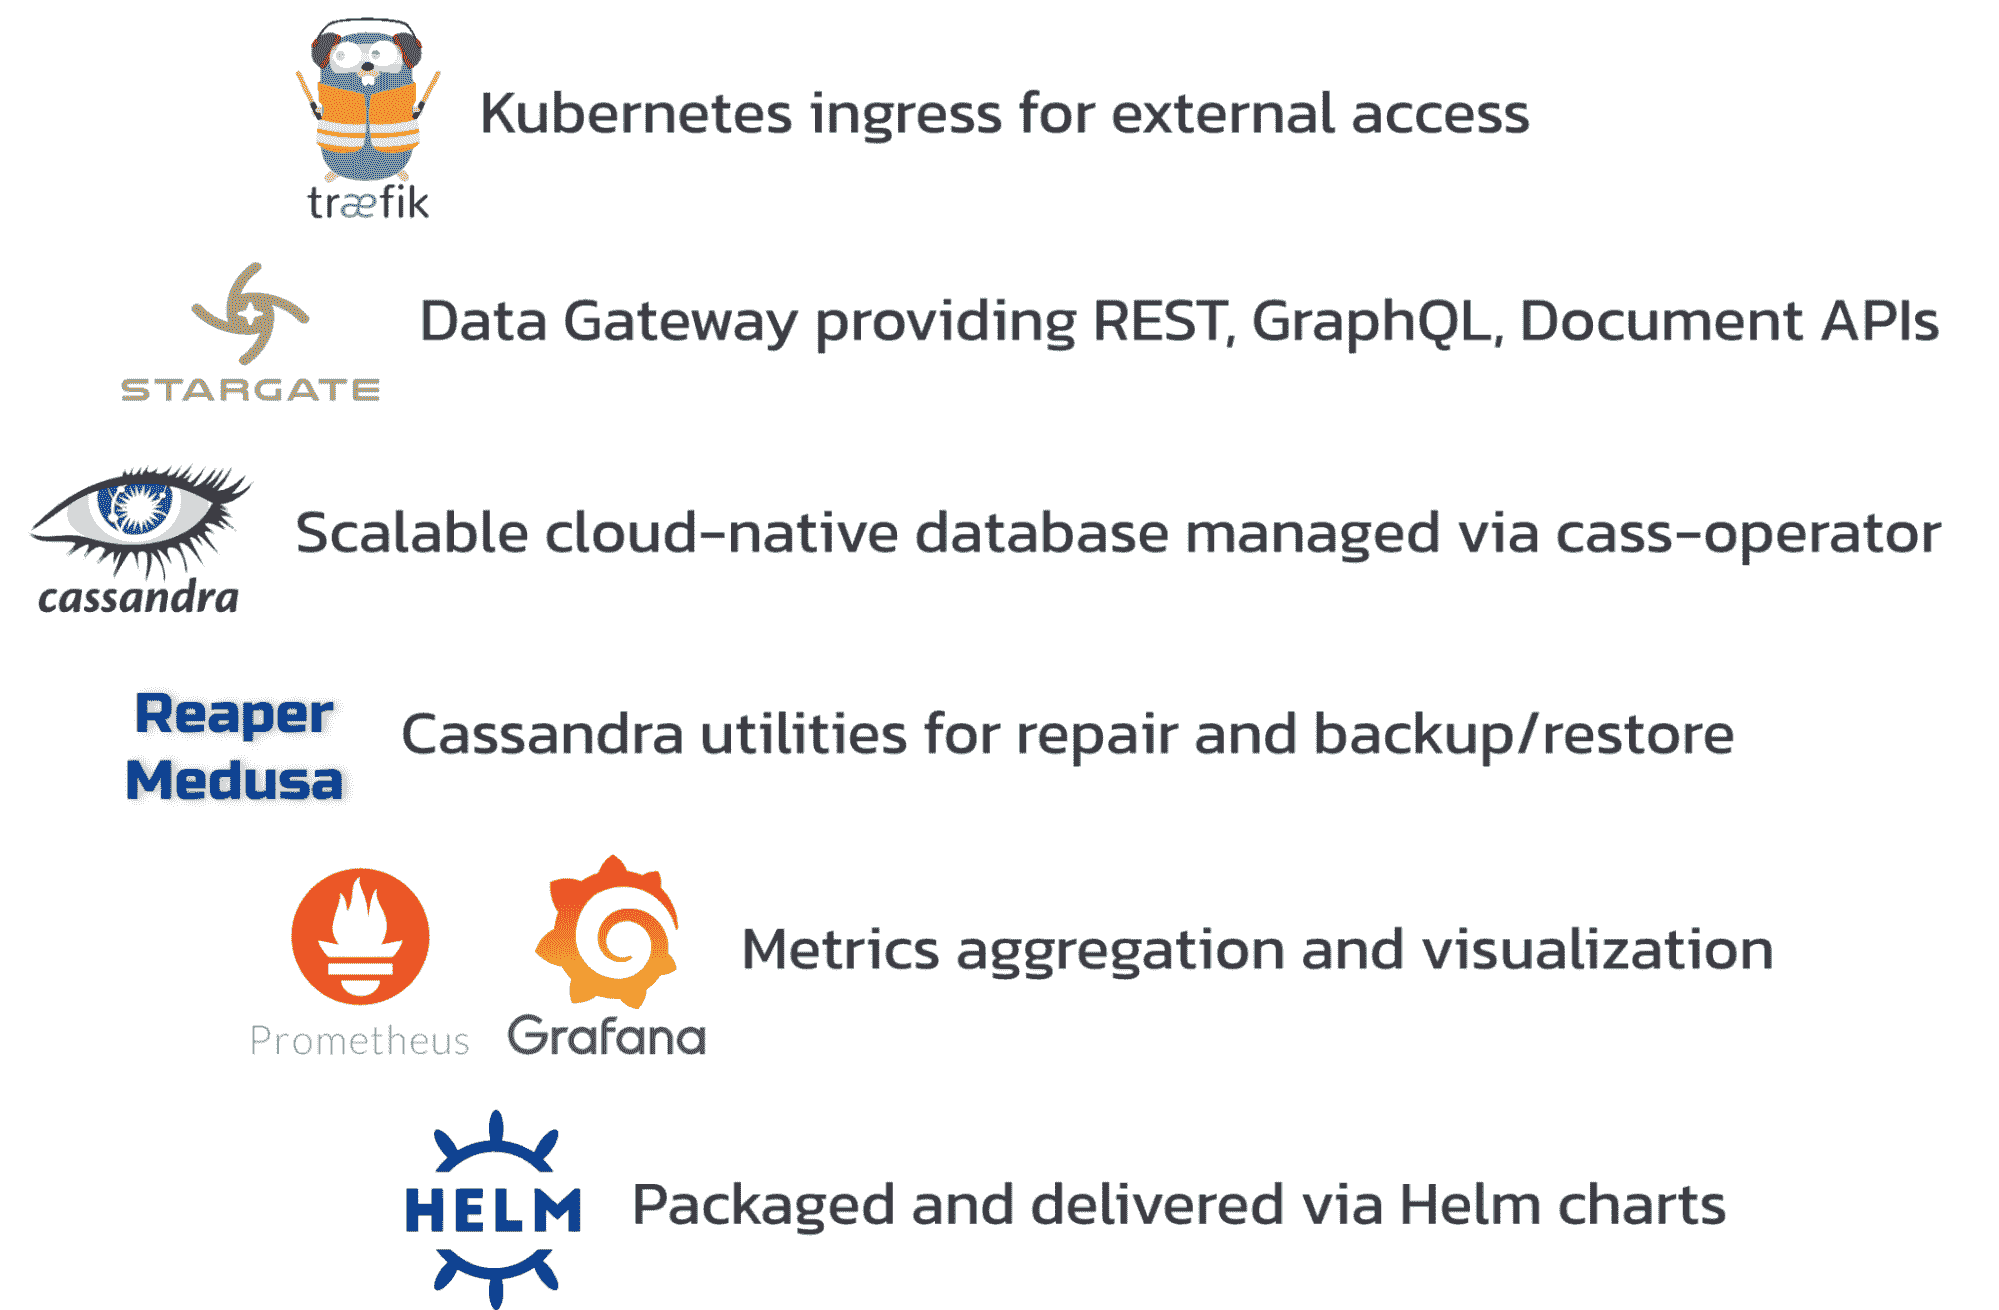 Kubernetes ingress for external access
træfik
Data Gateway providing REST, GraphQL, Document APIs
STARGATE
Scalable cloud-native database managed via cass-operator
cassandra
Reaper
Medusa
Cassandra utilities for repair and backup/restore
Metrics aggregation and visualization
Prometheus
Grafana
HELM
Packaged and delivered via Helm charts